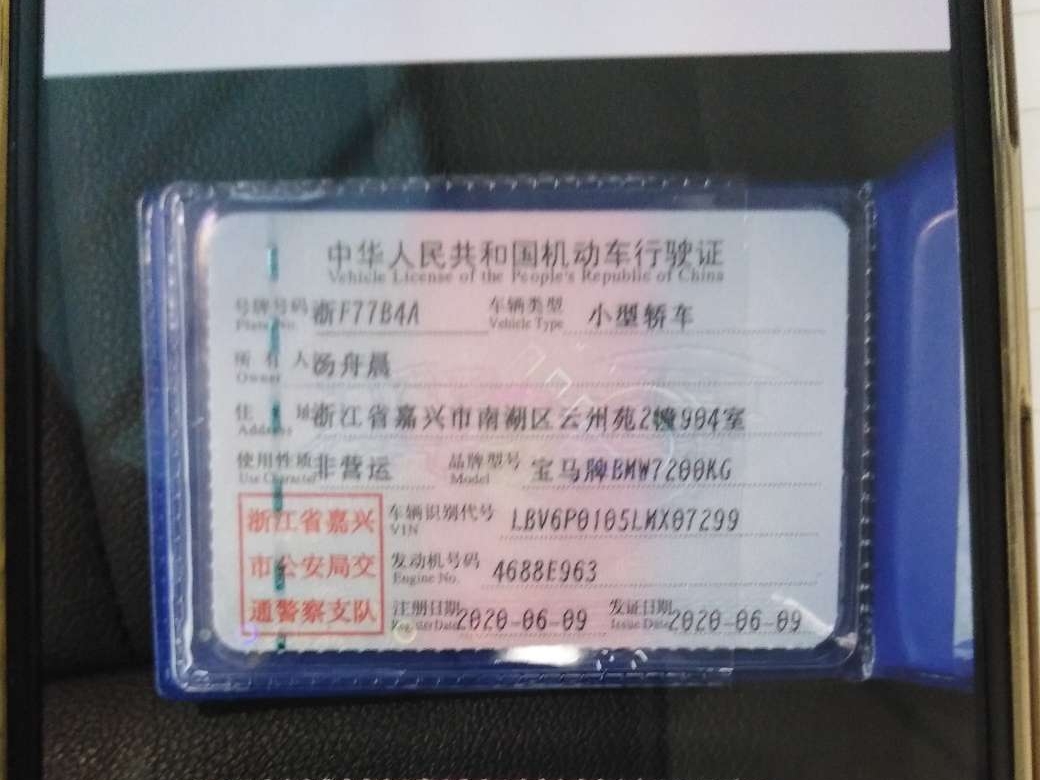 中华人民共和国机动车行驶证
Vehicle License of the People's Republic of China
号牌号码 浙F77B4A 车辆类型 小型轿车
Plate No. Vehicle Type
所有人 汤舟晨
Owner
住址 浙江省嘉兴市南湖区云州苑2幢904室
Address
使用性质 非营运 品牌型号 宝马牌BMW7200KG
Use Character Model
浙江省嘉兴
市公安局交
通警察支队
车辆识别代号 LBV6P0105LMX07299
VIN
发动机号码 4688E963
Engine No.
注册日期 2020-06-09 发证日期 2020-06-09
Register Date Issue Date